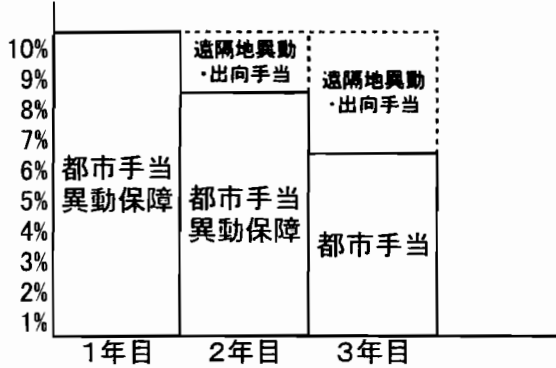 10%
9%
8%
7%
6%
5%
4%
3%
2%
1%
都市手当
異動保障
遠隔地異動
・出向手当
都市手当
異動保障
遠隔地異動
・出向手当
都市手当
1年目
2年目
3年目